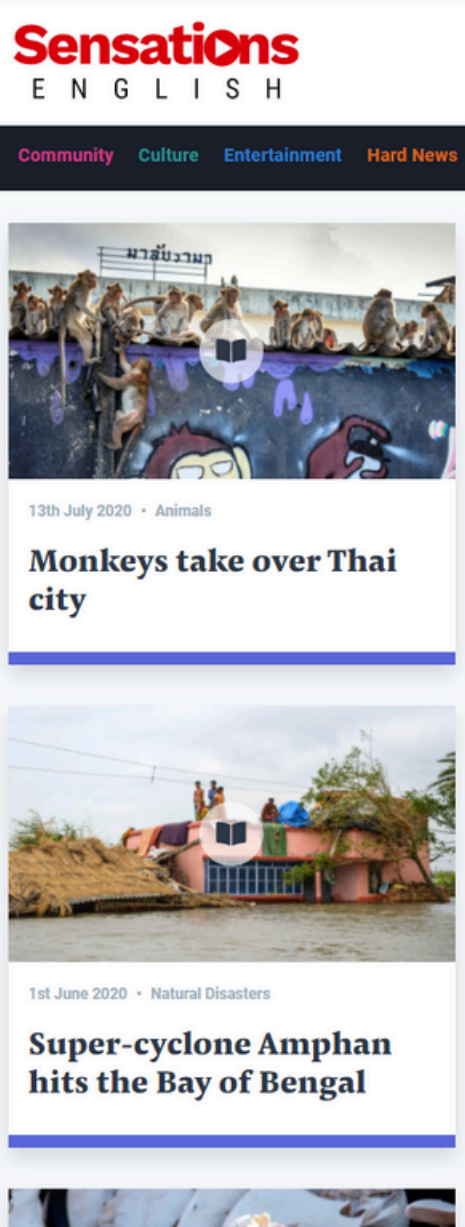 Sensations
ENGLISH
Community Culture Entertainment Hard News
13th July 2020 • Animals
Monkeys take over Thai
city
1st June 2020 • Natural Disasters
Super-cyclone Amphan
hits the Bay of Bengal